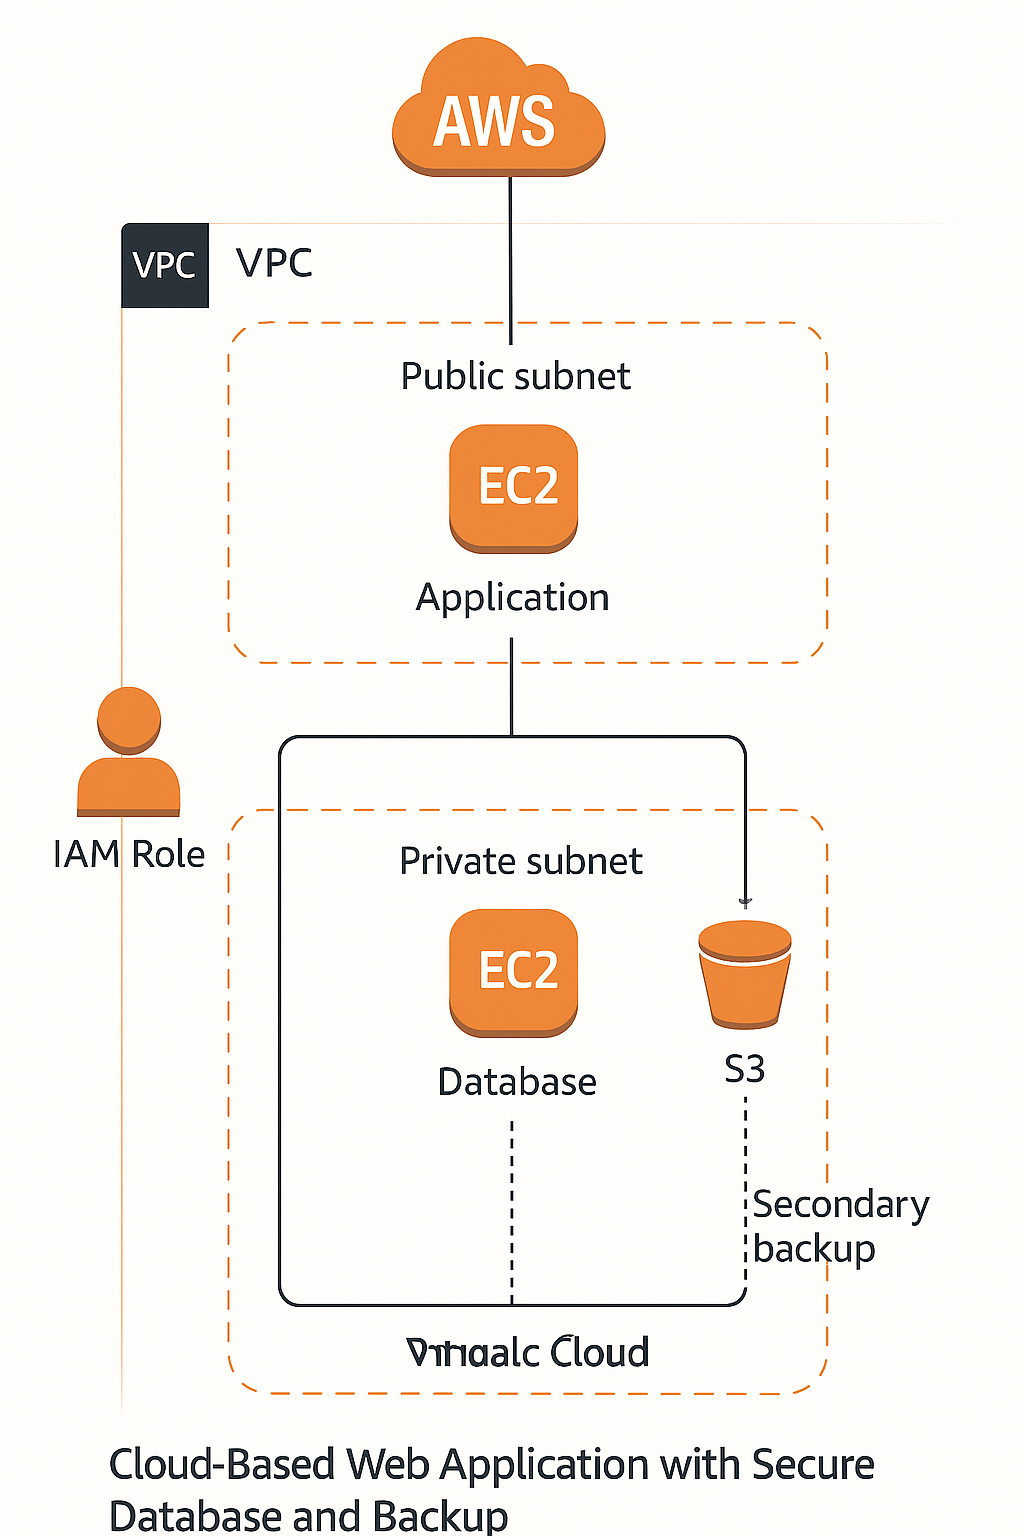 AWS
VPC
VPC
Public subnet
EC2
Application
IAM Role
Private subnet
EC2
Database
S3
Secondary
backup
Cloud
Cloud-Based Web Application with Secure
Database and Backup